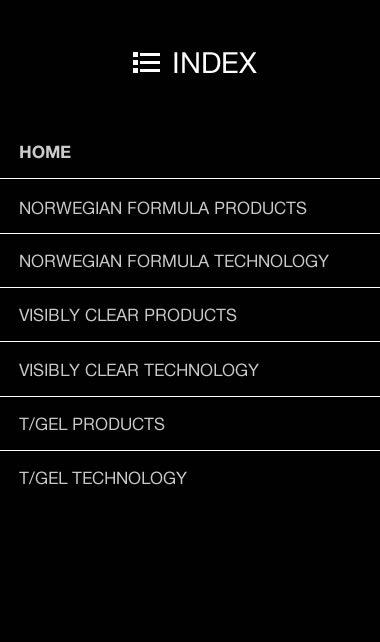 INDEX
HOME
NORWEGIAN FORMULA PRODUCTS
NORWEGIAN FORMULA TECHNOLOGY
VISIBLY CLEAR PRODUCTS
VISIBLY CLEAR TECHNOLOGY
T/GEL PRODUCTS
T/GEL TECHNOLOGY